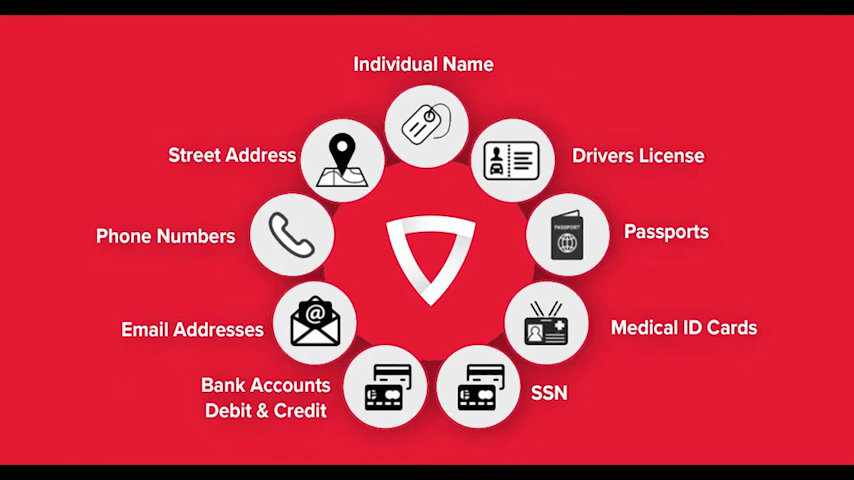 Individual Name
Street Address
Drivers License
Phone Numbers
PASSPORT
Passports
Email Addresses
@
Medical ID Cards
Bank Accounts
Debit & Credit
SSN